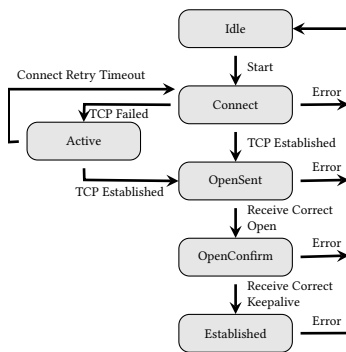 Idle
Start
Connect Retry Timeout
Connect
Error
TCP Failed
Active
TCP Established
TCP Established
OpenSent
Error
Receive Correct
Open
OpenConfirm
Error
Receive Correct
Keepalive
Established
Error